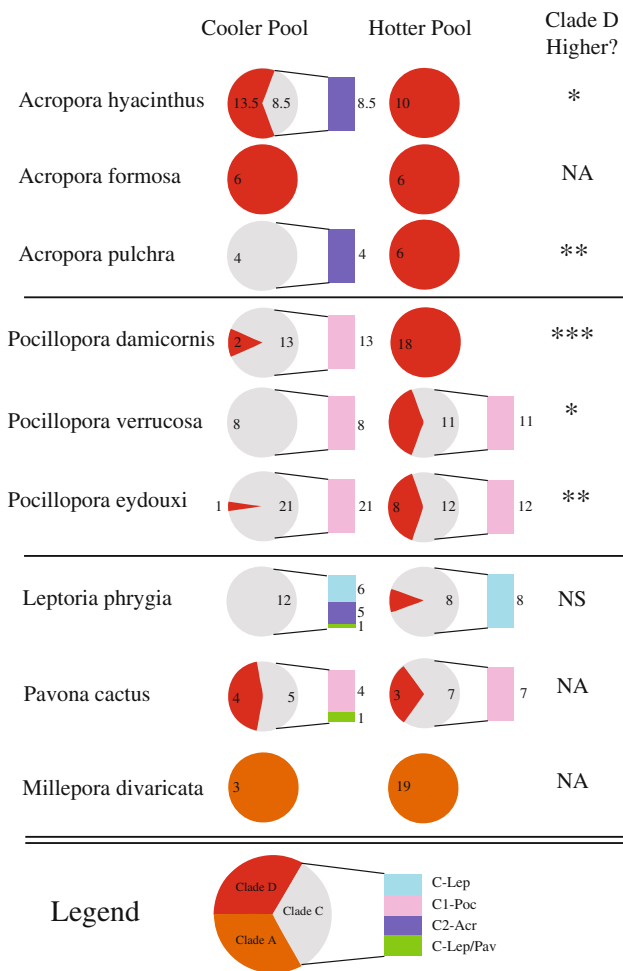 Cooler Pool Hotter Pool Clade D Higher?
Acropora hyacinthus 13.5 8.5 8.5 10 *
Acropora formosa 6 6 NA
Acropora pulchra 4 4 6 **
Pocillopora damicornis 2 13 13 18 ***
Pocillopora verrucosa 8 8 11 11 *
Pocillopora eydouxi 1 21 21 8 12 12 **
Leptoria phrygia 12 6 5 1 8 8 NS
Pavona cactus 4 5 4 1 3 7 7 NA
Millepora divaricata 3 19 NA
Legend
Clade D
Clade C
Clade A
C-Lep
C1-Poc
C2-Acr
C-Lep/Pav